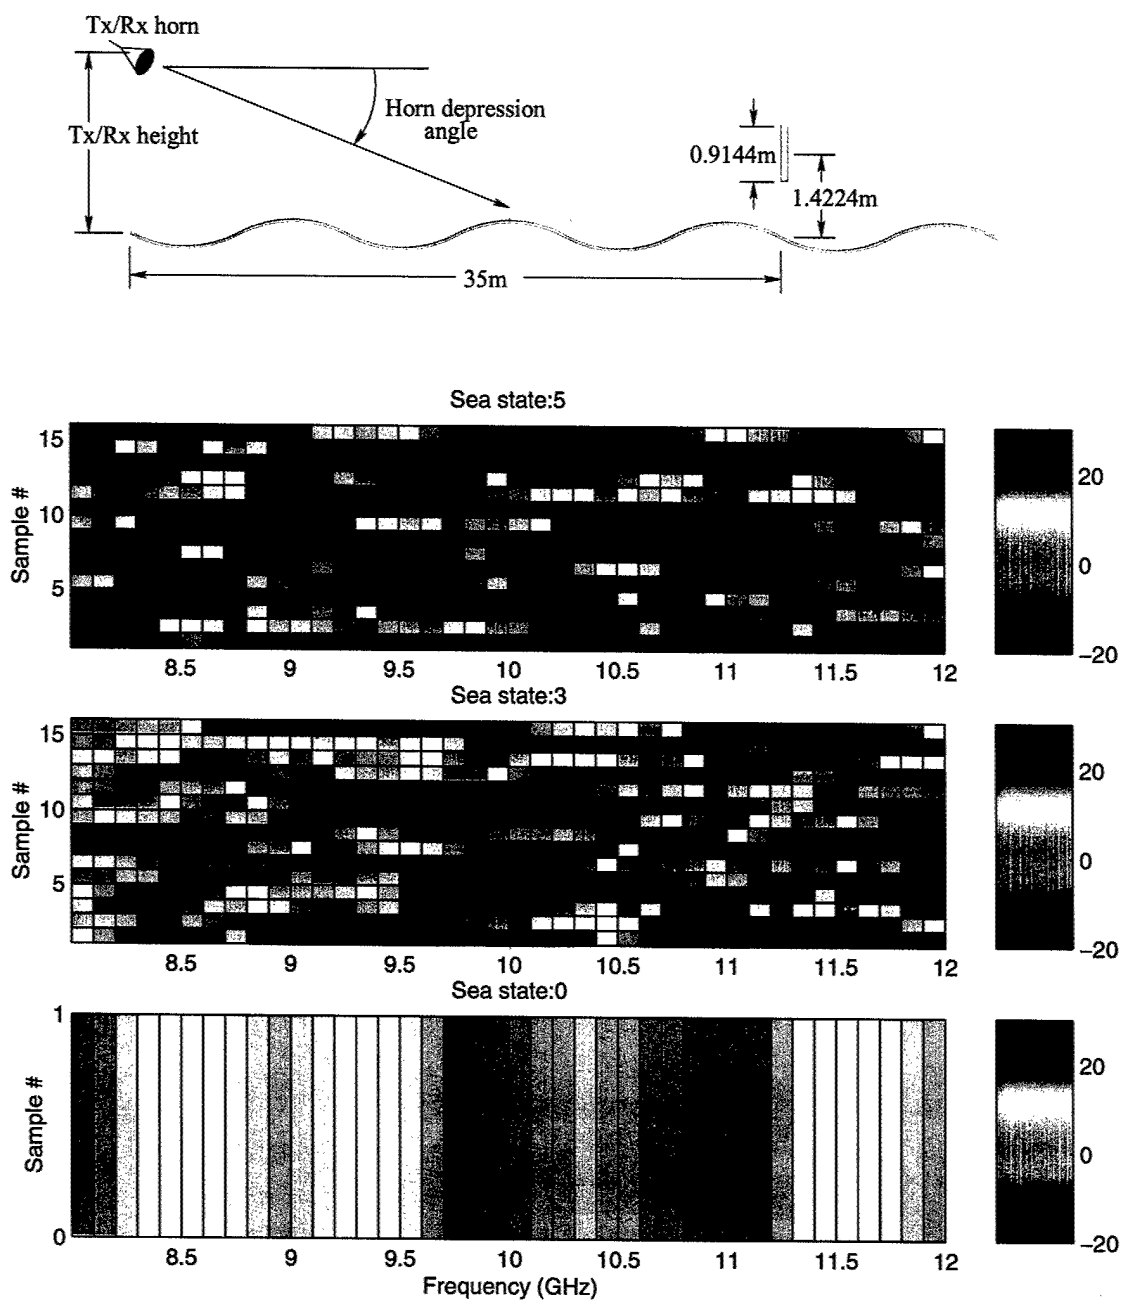 Tx/Rx horn
Horn depression
angle
Tx/Rx height
0.9144m
1.4224m
35m
Sea state:5
15
10
5
Sample #
8.5 9 9.5 10 10.5 11 11.5 12
20
0
−20
Sea state:3
15
10
5
Sample #
8.5 9 9.5 10 10.5 11 11.5 12
20
0
−20
Sea state:0
1
0
Sample #
8.5 9 9.5 10 10.5 11 11.5 12
Frequency (GHz)
20
0
−20